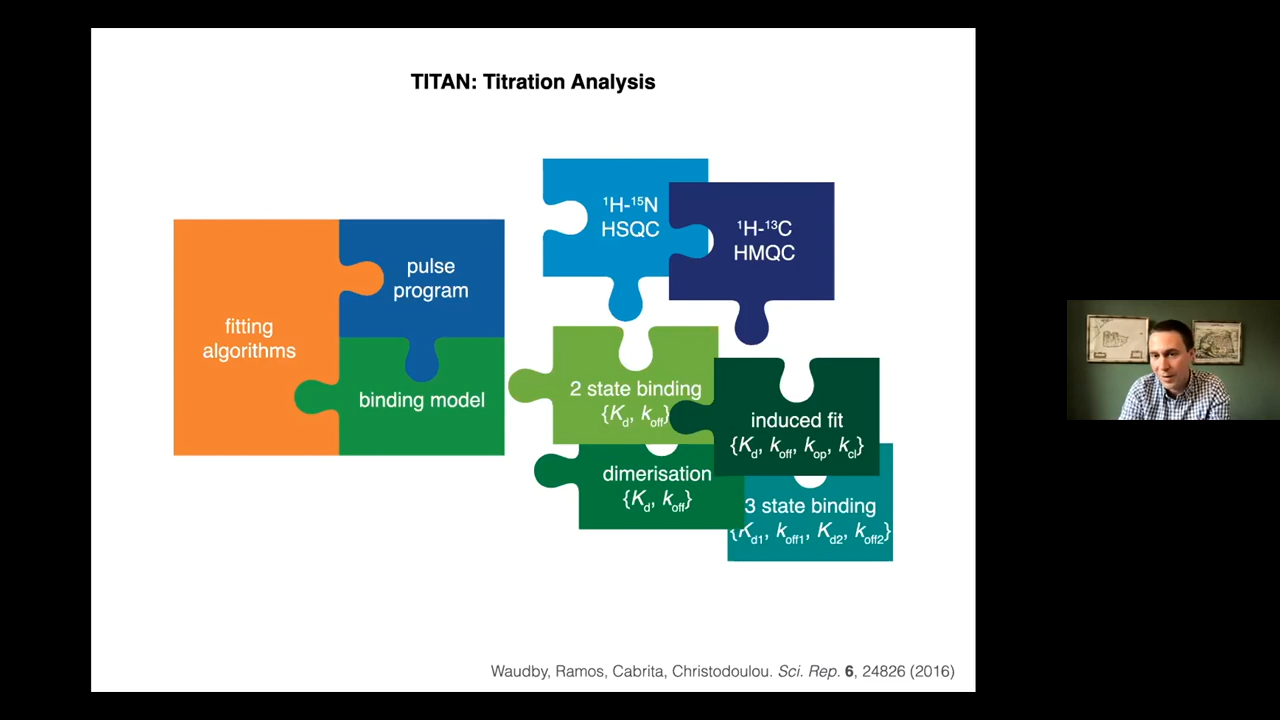 TITAN: Titration Analysis
fitting
algorithms
pulse
program
binding model
¹H-¹⁵N
HSQC
¹H-¹³C
HMQC
2 state binding
{Kd, koff}
induced fit
{Kd, koff, kop, kcl}
dimerisation
{Kd, koff}
3 state binding
{Kd1, koff1, Kd2, koff2}
Waudby, Ramos, Cabrita, Christodoulou. Sci. Rep. 6, 24826 (2016)